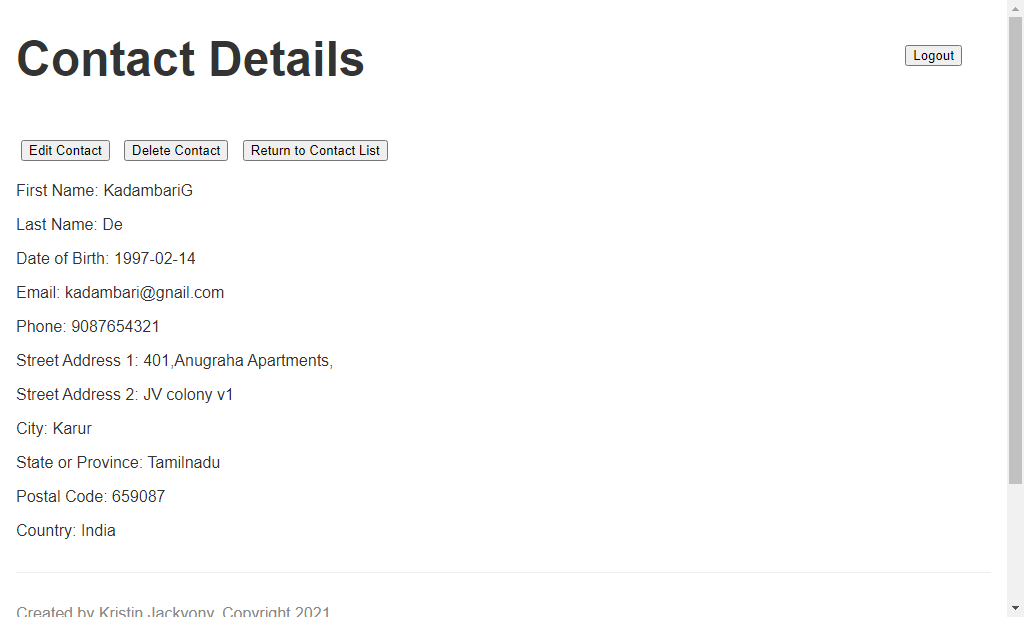 Contact Details
Logout
Edit Contact Delete Contact Return to Contact List
First Name: KadambariG
Last Name: De
Date of Birth: 1997-02-14
Email: kadambari@gnail.com
Phone: 9087654321
Street Address 1: 401,Anugraha Apartments,
Street Address 2: JV colony v1
City: Karur
State or Province: Tamilnadu
Postal Code: 659087
Country: India
Created by Kristin Jackvony, Copyright 2021